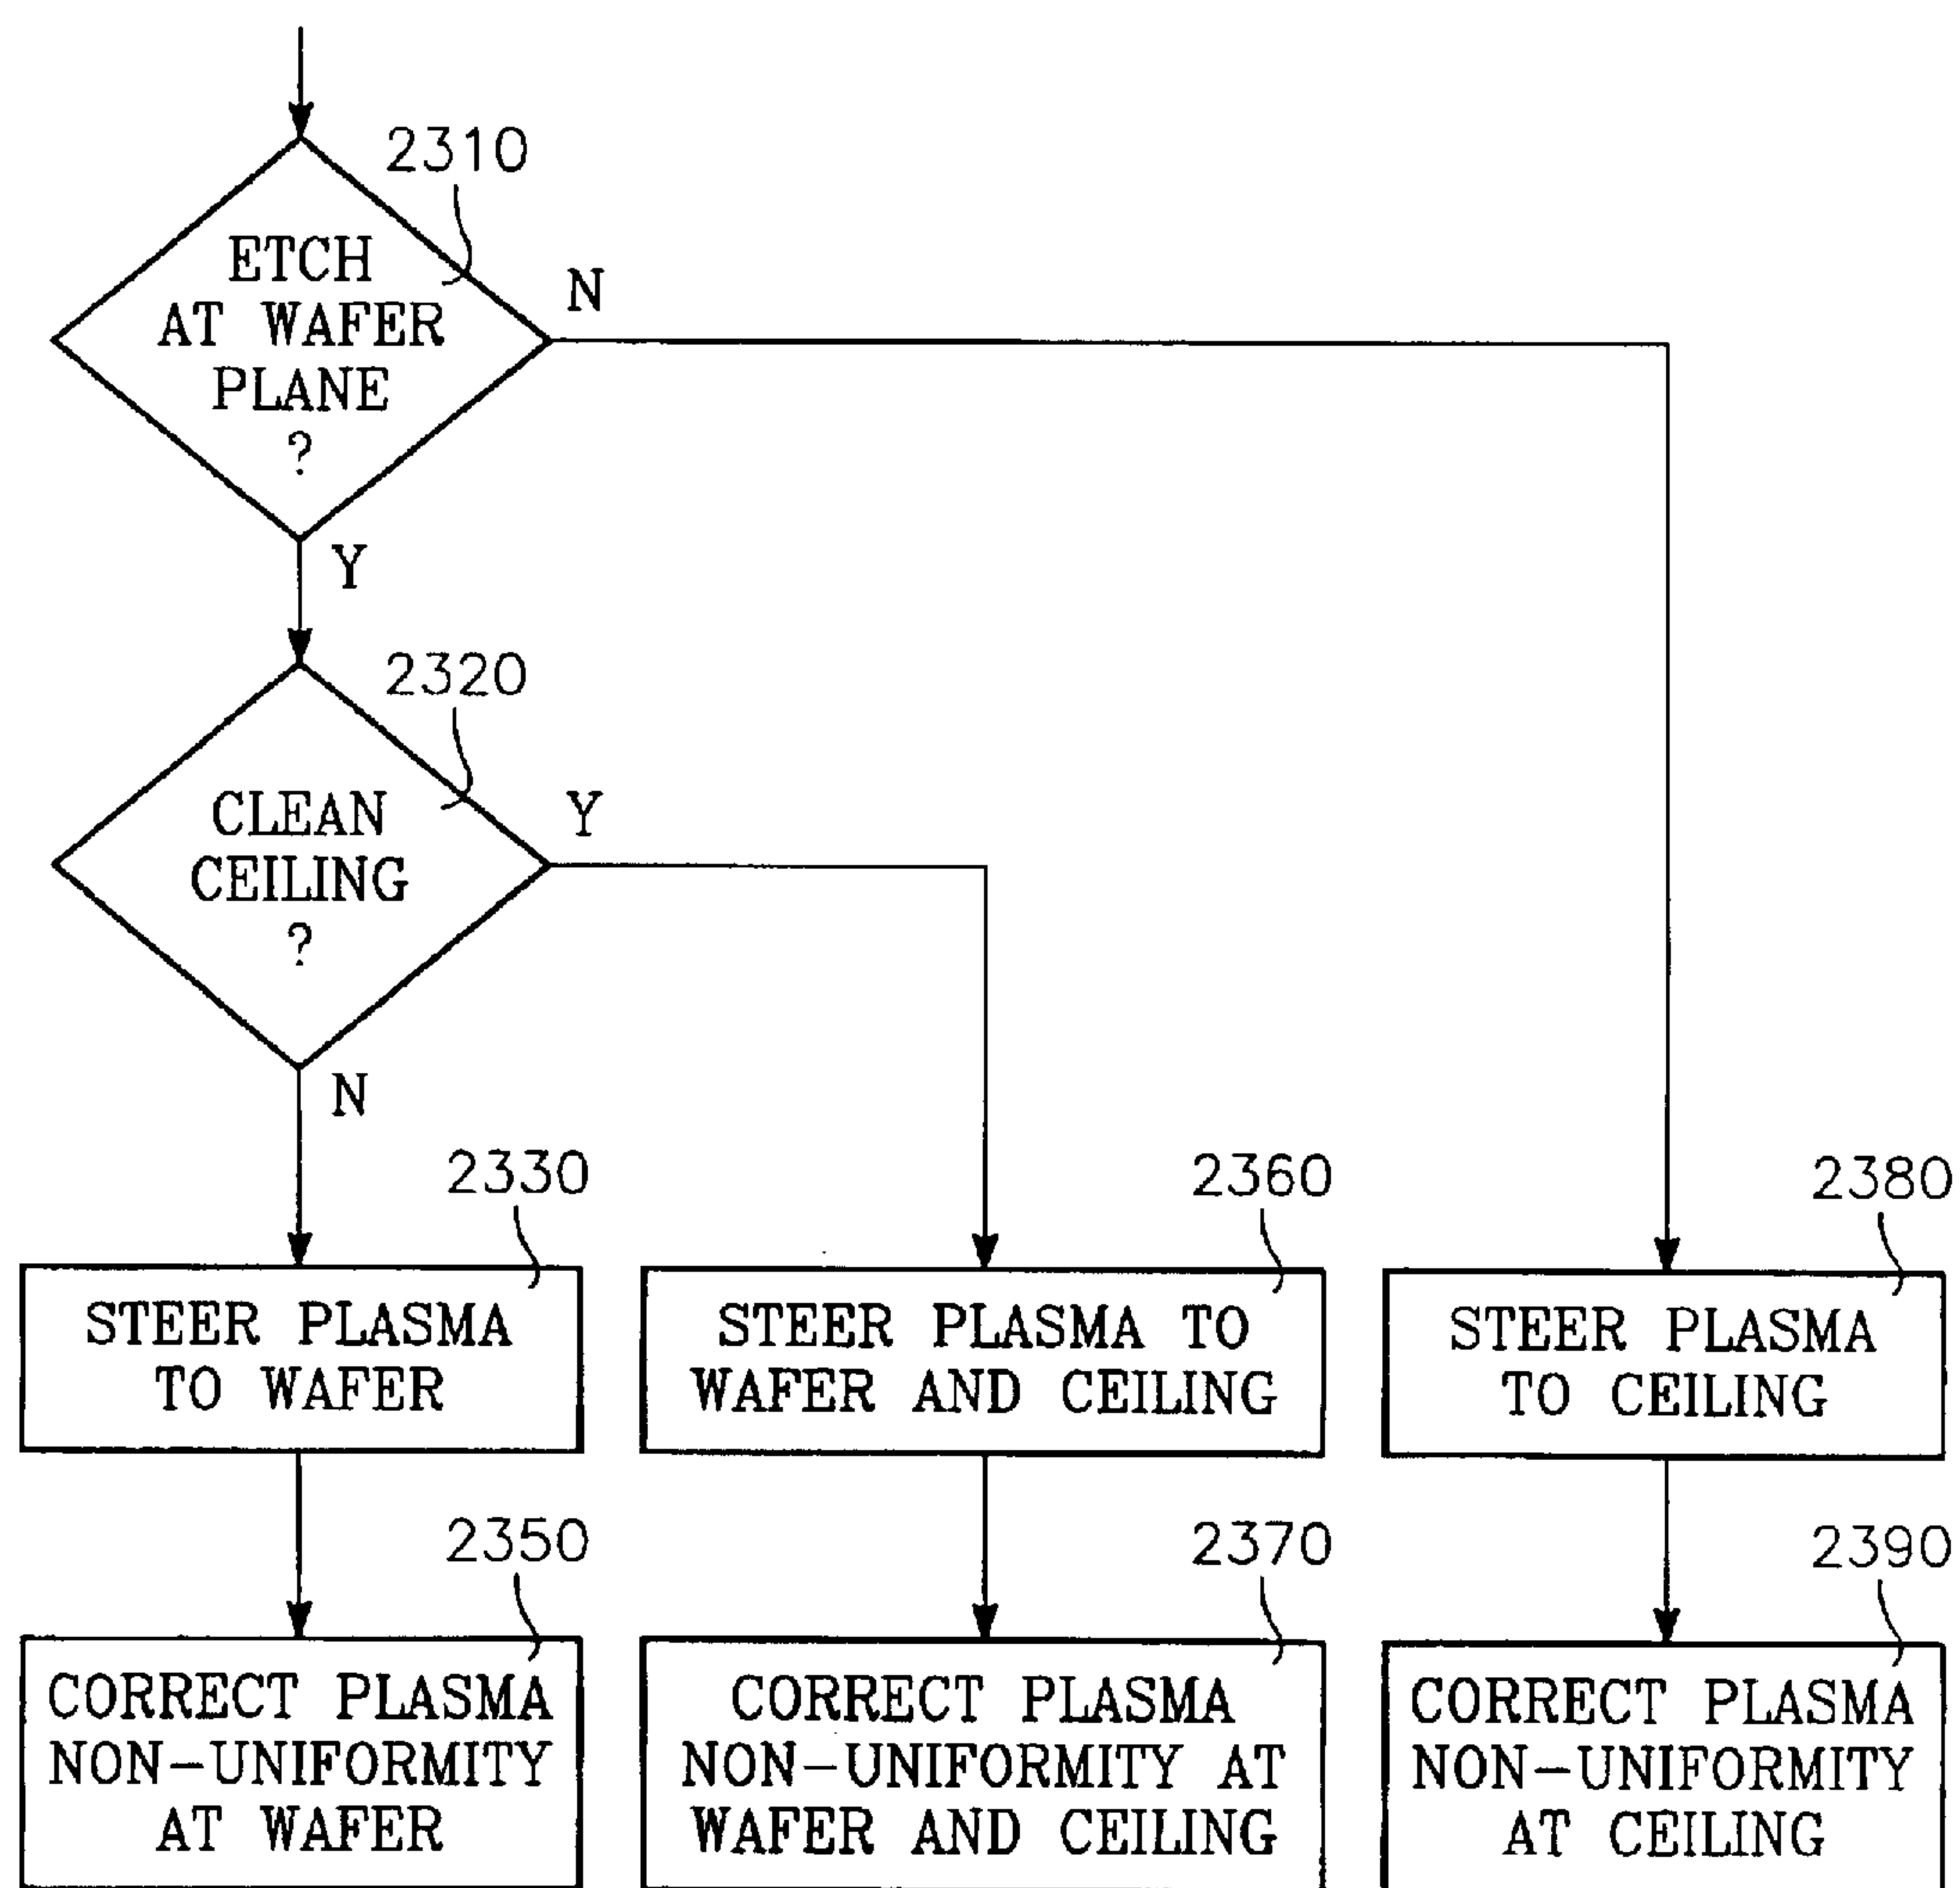 2310
ETCH
AT WAFER
PLANE
?
N
Y
2320
CLEAN
CEILING
?
Y
N
2330
STEER PLASMA
TO WAFER
2360
STEER PLASMA TO
WAFER AND CEILING
2380
STEER PLASMA
TO CEILING
2350
CORRECT PLASMA
NON-UNIFORMITY
AT WAFER
2370
CORRECT PLASMA
NON-UNIFORMITY AT
WAFER AND CEILING
2390
CORRECT PLASMA
NON-UNIFORMITY
AT CEILING